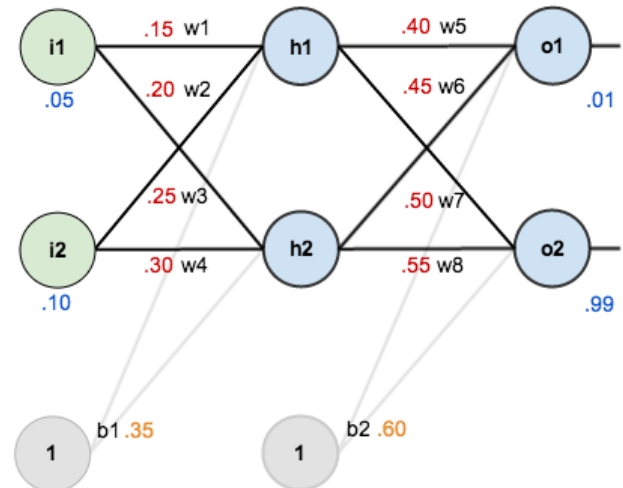 .15 w1
.40 w5
i1
h1
o1
.20 w2
.45 w6
.05
.01
.25 w3
.50 w7
i2
h2
o2
.30 w4
.55 w8
.10
.99
b1 .35
b2 .60
1
1